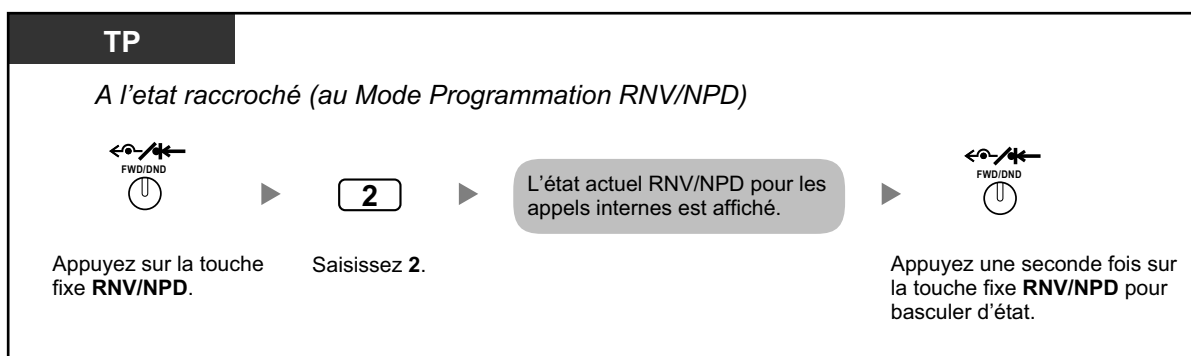 TP
A l'etat raccroché (au Mode Programmation RNV/NPD)
FWD/DND
2
L'état actuel RNV/NPD pour les
appels internes est affiché.
FWD/DND
Appuyez sur la touche
fixe RNV/NPD.
Saisissez 2.
Appuyez une seconde fois sur
la touche fixe RNV/NPD pour
basculer d'état.